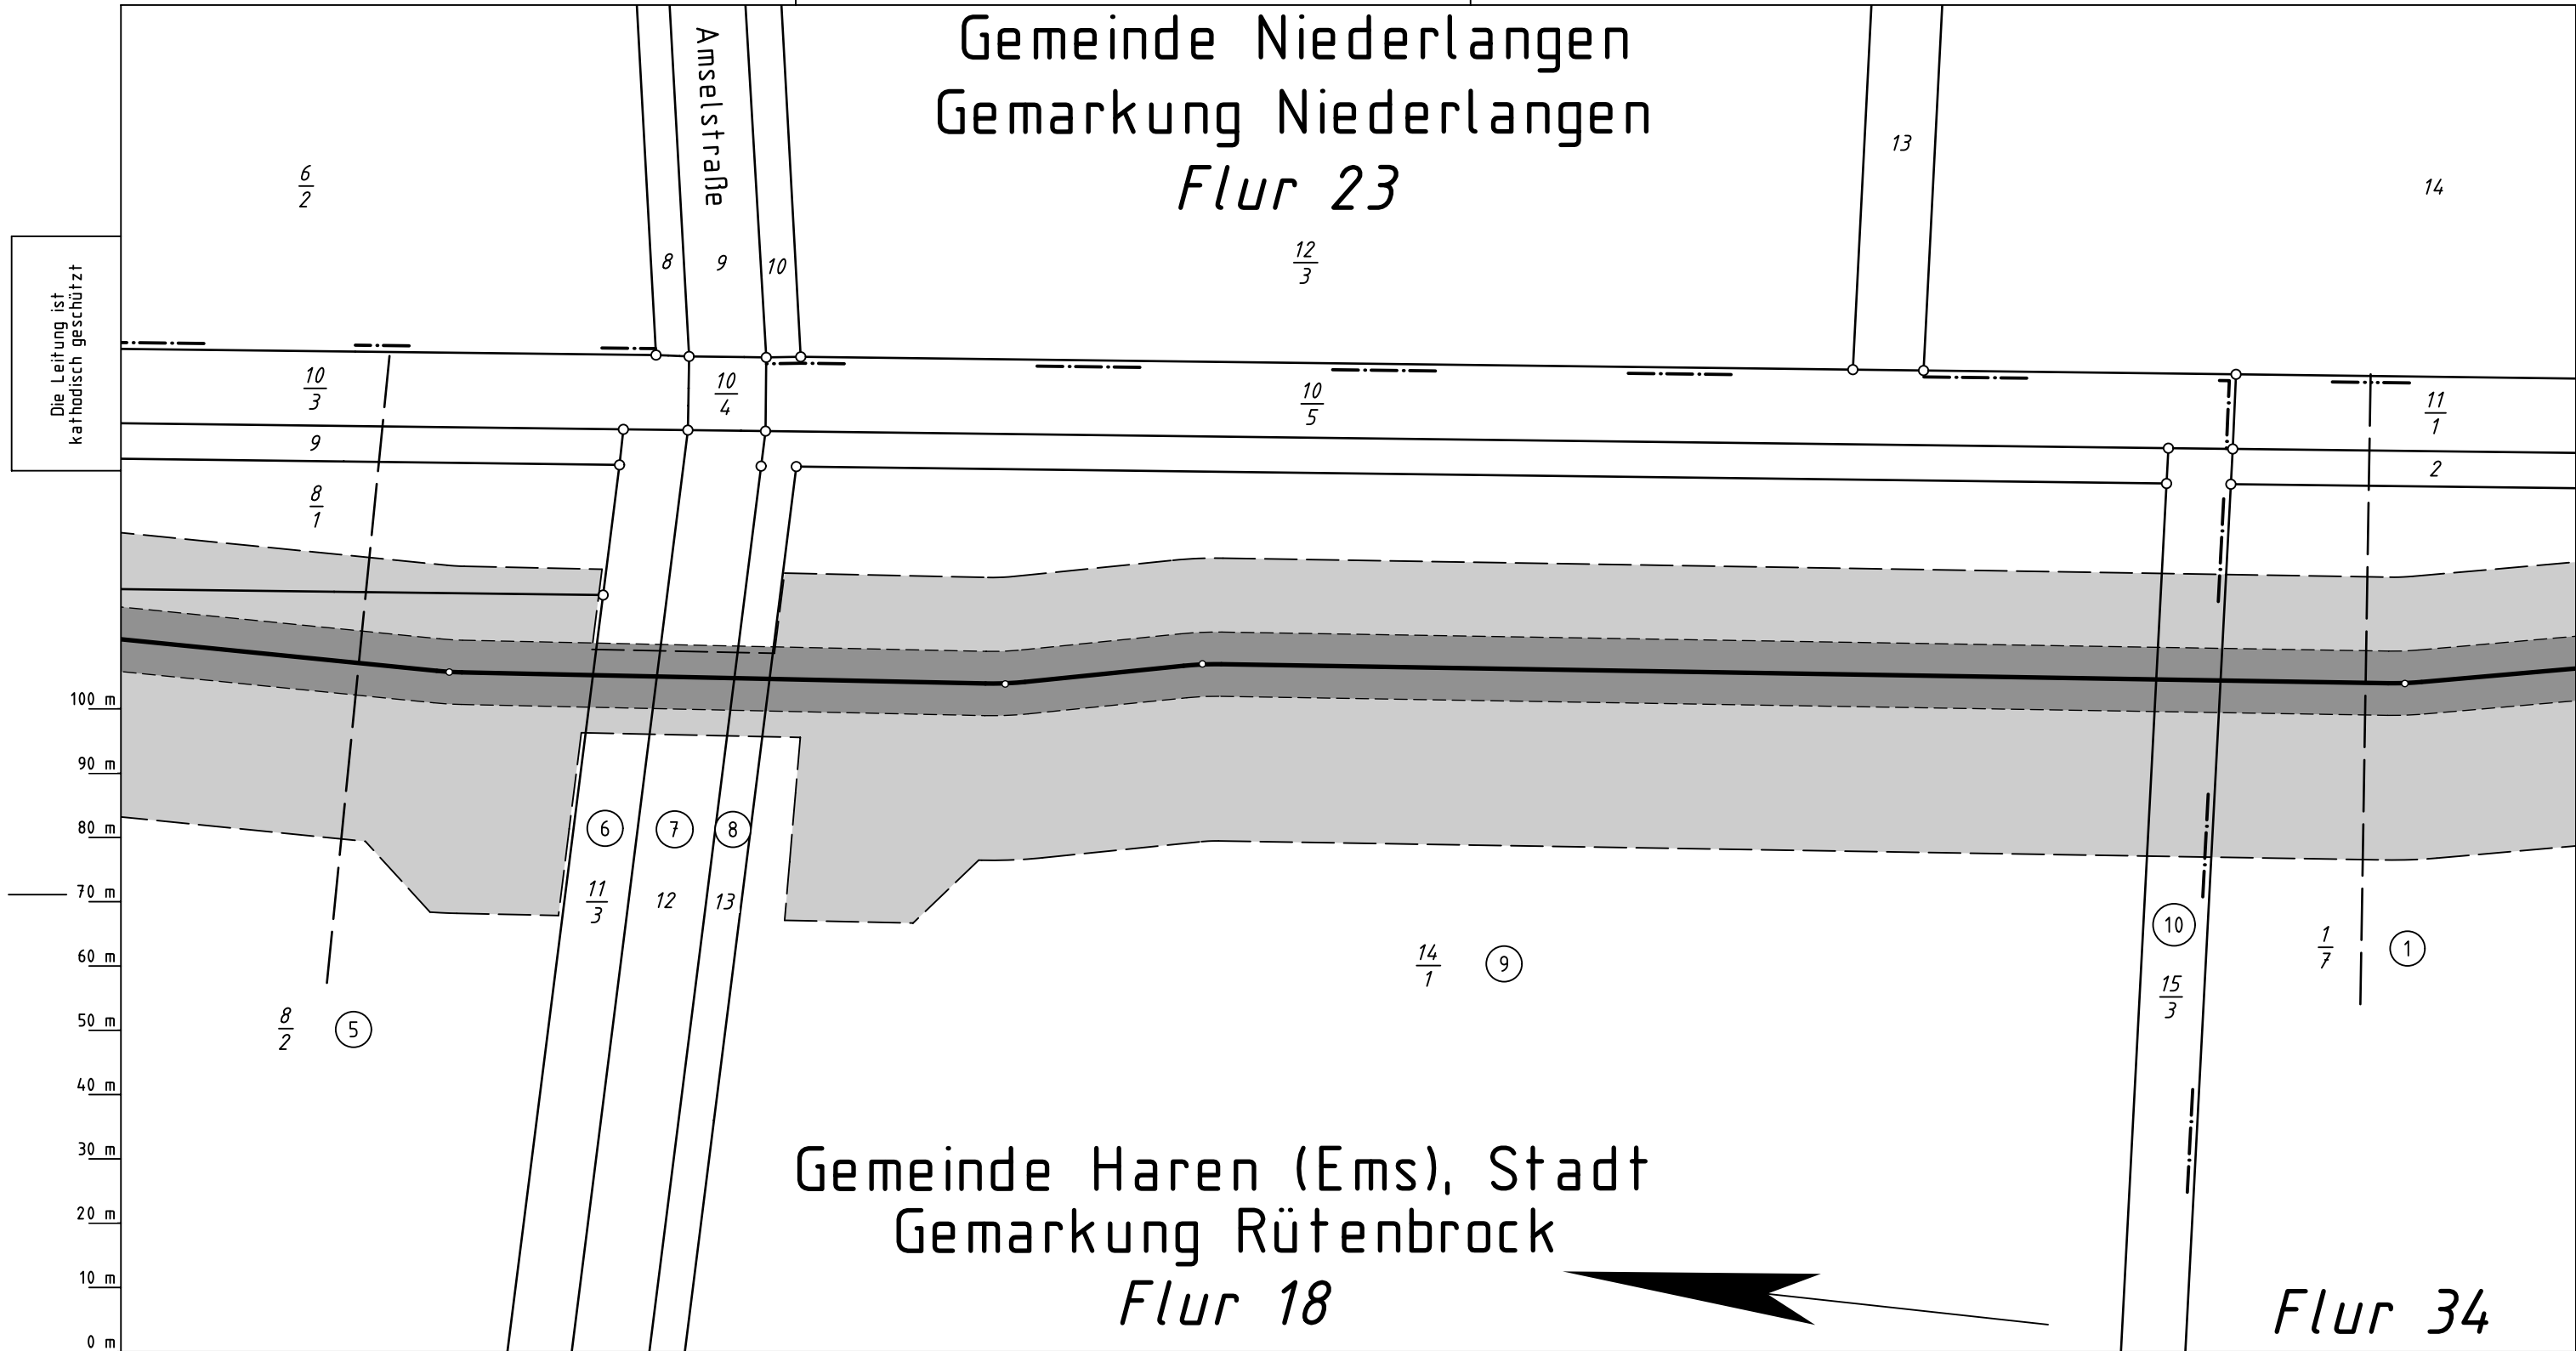 Gemeinde Niederlangen
Gemarkung Niederlangen
Flur 23
Amselstraße
6
2
8
9
10
12
3
13
14
Die Leitung ist
kathodisch geschützt
10
3
10
4
10
5
11
1
9
2
8
1
100 m
90 m
80 m
70 m
60 m
50 m
40 m
30 m
20 m
10 m
0 m
6
7
8
11
3
12
13
14
1
9
10
15
3
1
7
1
8
2
5
Gemeinde Haren (Ems), Stadt
Gemarkung Rütenbrock
Flur 18
Flur 34